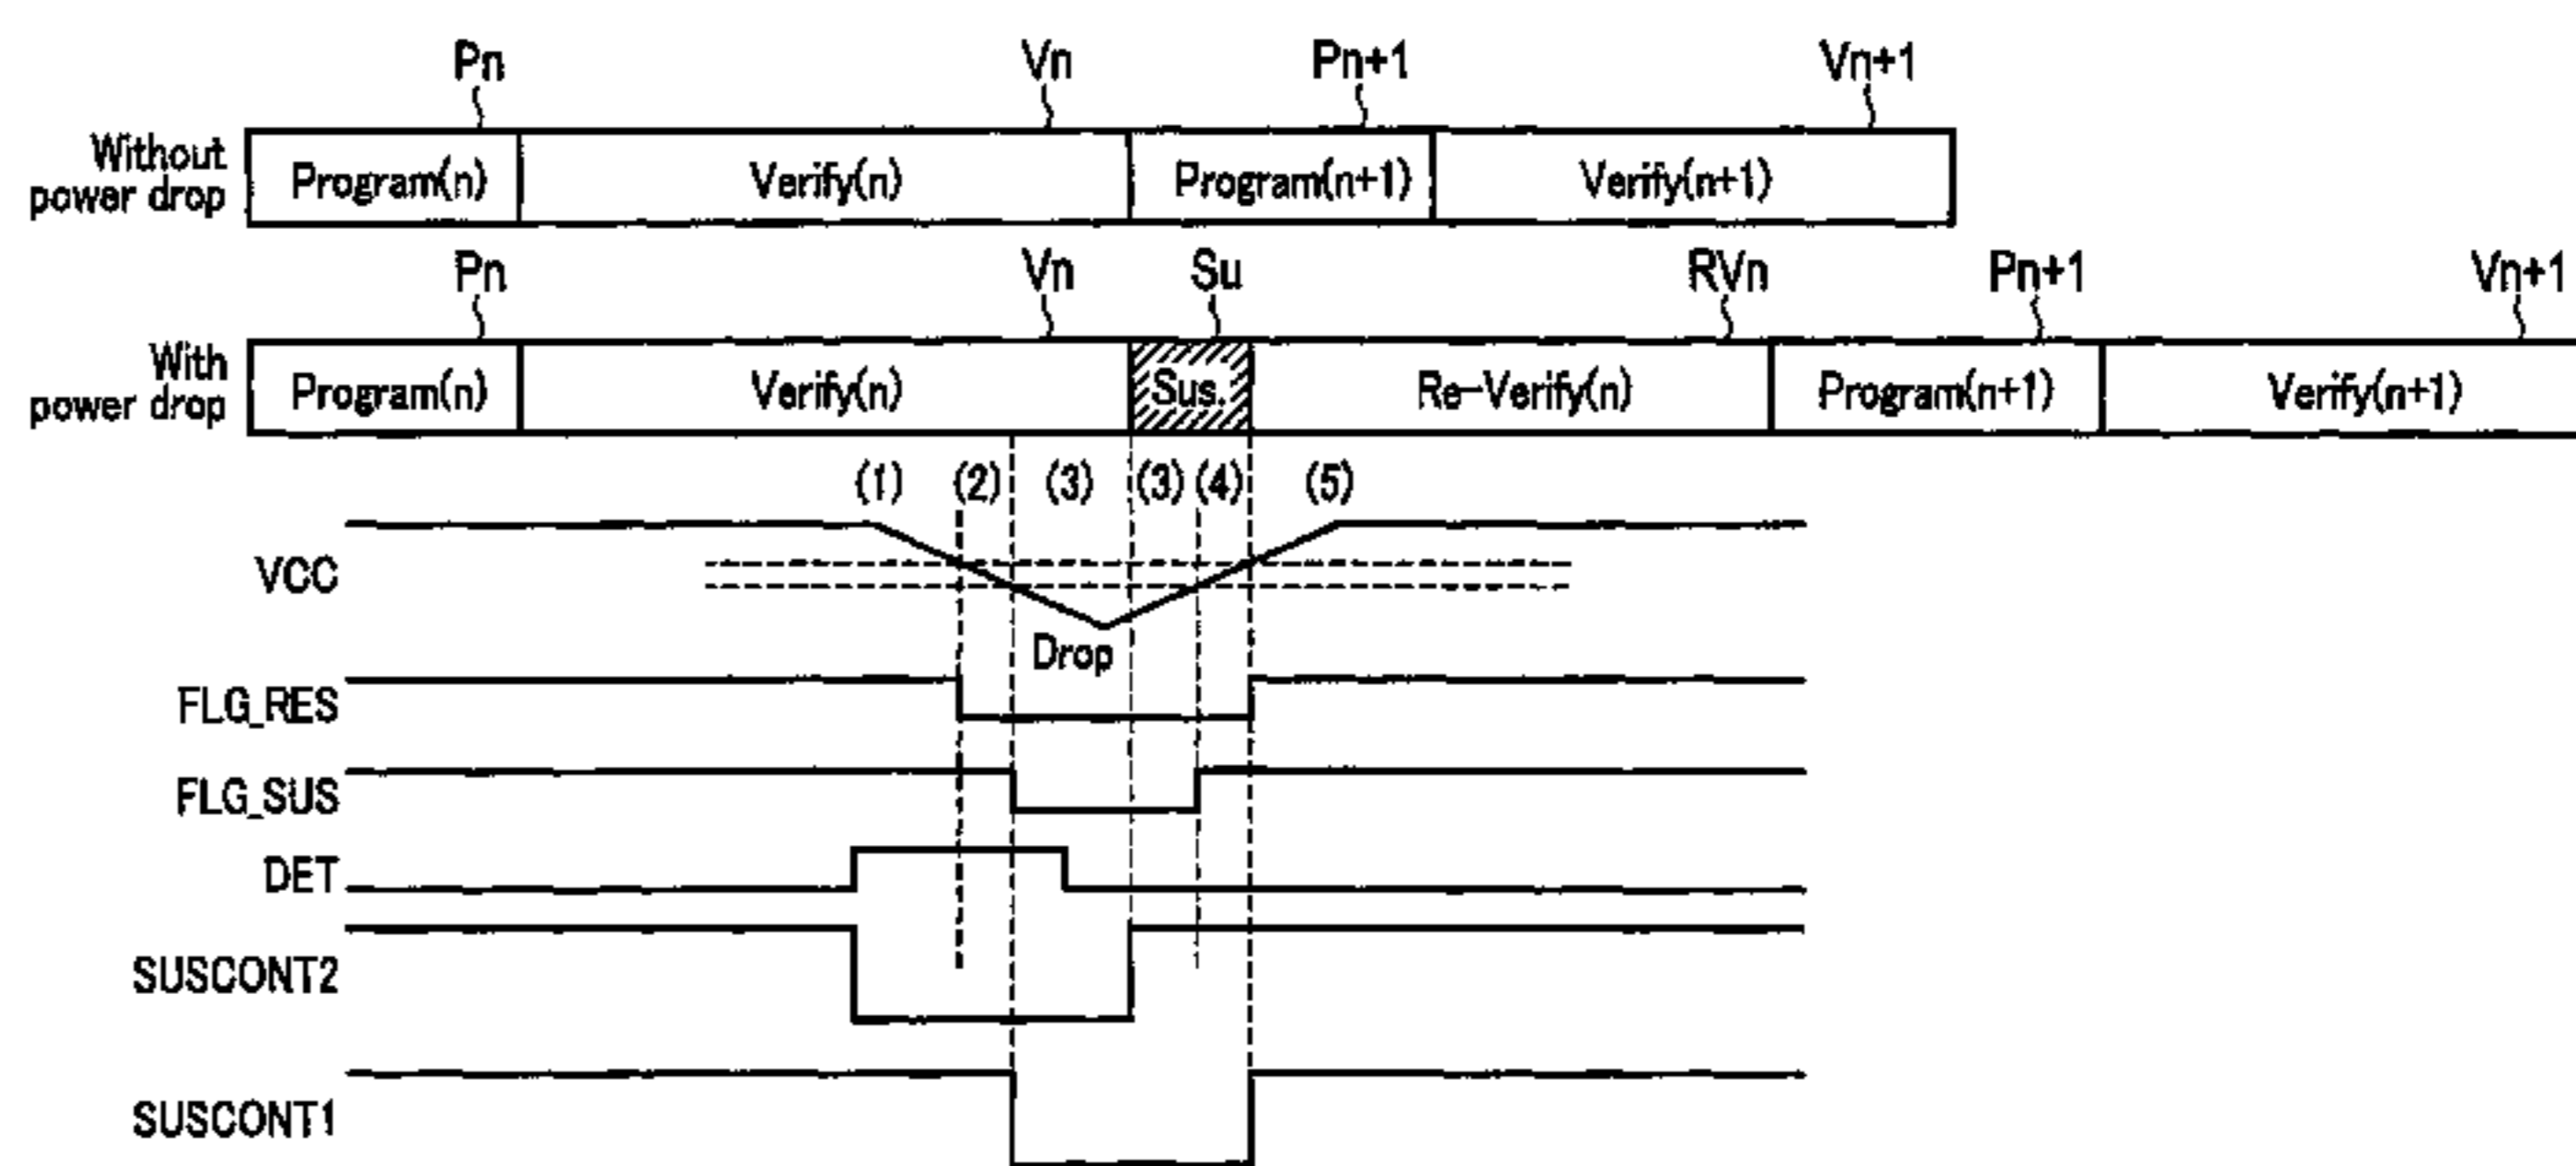 Pn Vn Pn+1 Vn+1
Without
power drop
Program(n) Verify(n) Program(n+1) Verify(n+1)
Pn Vn Su RVn Pn+1 Vn+1
With
power drop
Program(n) Verify(n) Sus. Re-Verify(n) Program(n+1) Verify(n+1)
(1) (2) (3) (3) (4) (5)
VCC
Drop
FLG_RES
FLG_SUS
DET
SUSCONT2
SUSCONT1